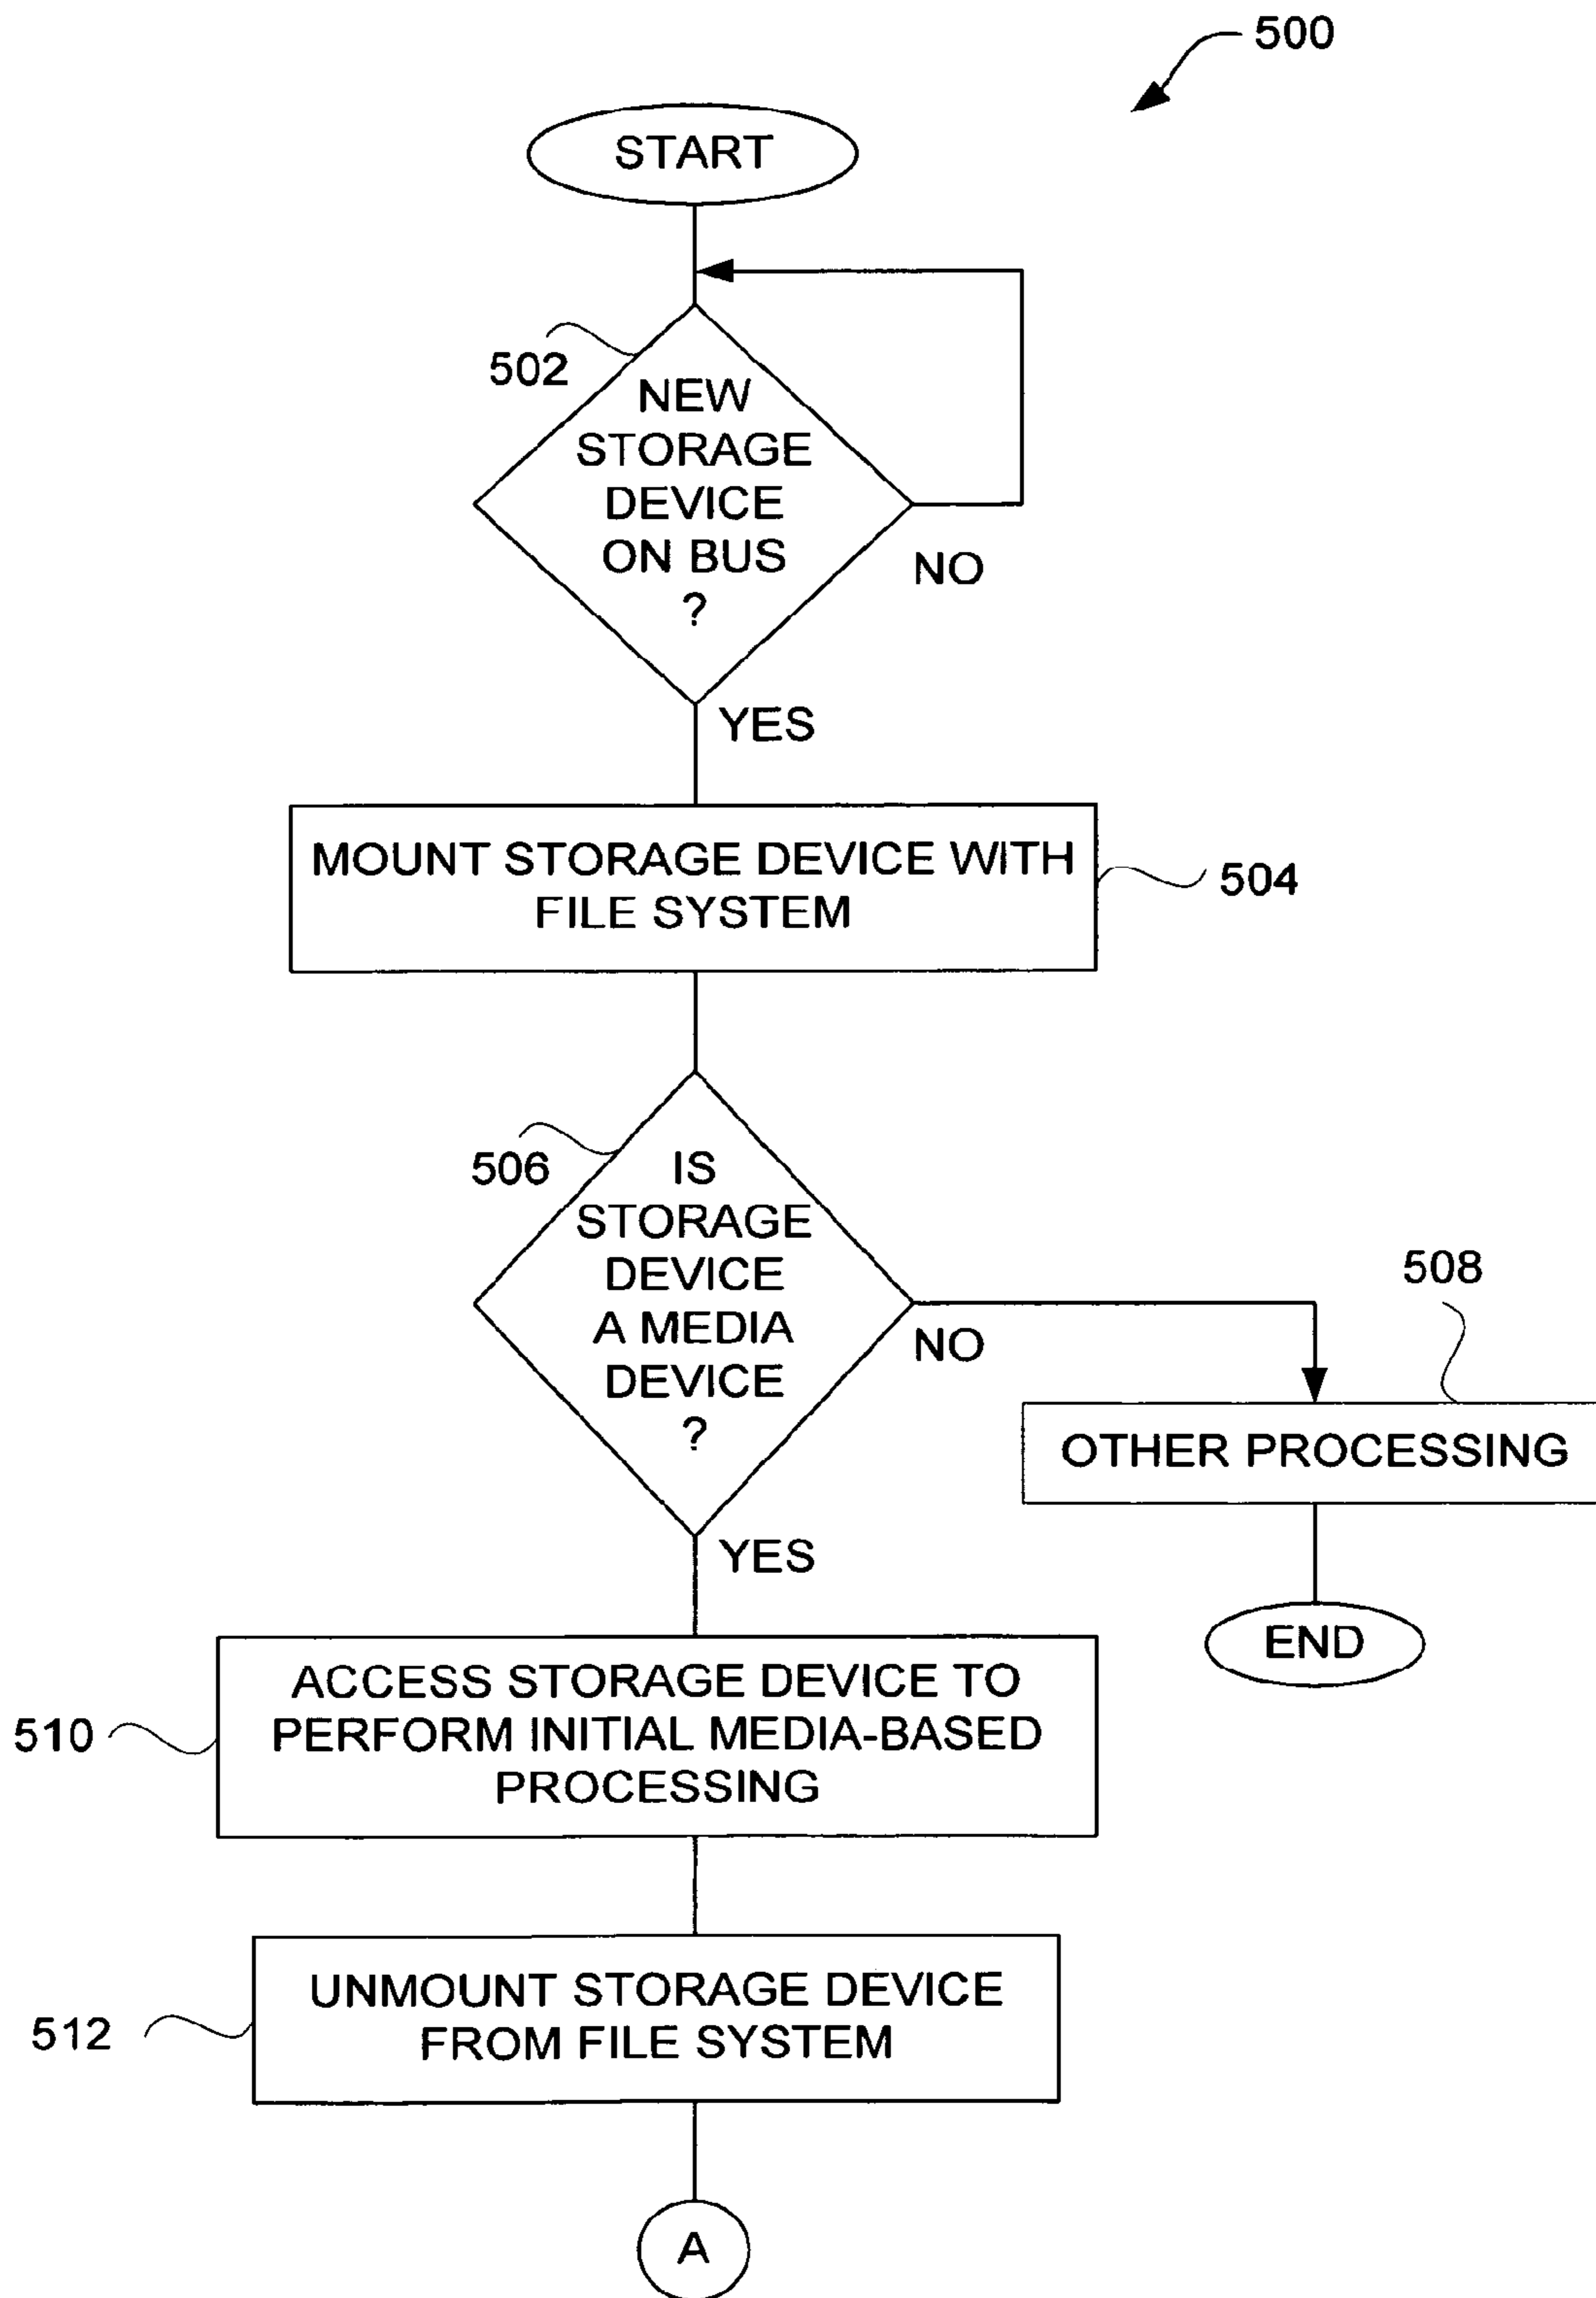 500
START
502
NEW
STORAGE
DEVICE
ON BUS
?
NO
YES
MOUNT STORAGE DEVICE WITH
FILE SYSTEM
504
506
IS
STORAGE
DEVICE
A MEDIA
DEVICE
?
NO
508
OTHER PROCESSING
END
YES
510
ACCESS STORAGE DEVICE TO
PERFORM INITIAL MEDIA-BASED
PROCESSING
512
UNMOUNT STORAGE DEVICE
FROM FILE SYSTEM
A